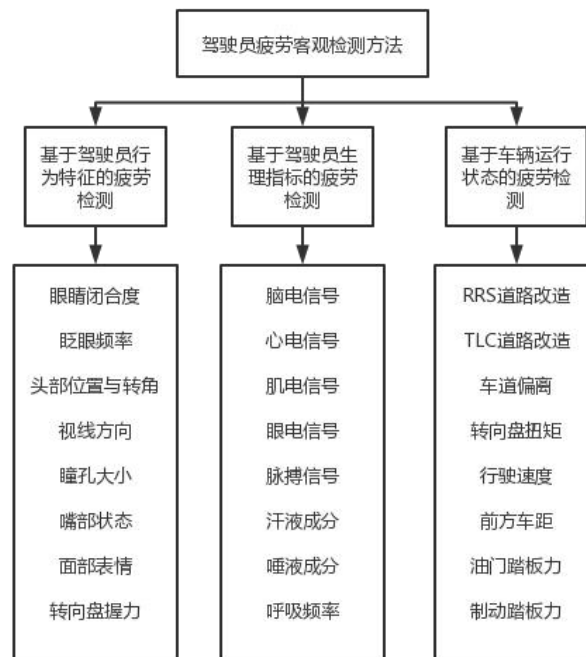 驾驶员疲劳客观检测方法
基于驾驶员行
为特征的疲劳
检测
基于驾驶员生
理指标的疲劳
检测
基于车辆运行
状态的疲劳检
测
眼睛闭合度
眨眼频率
头部位置与转角
视线方向
瞳孔大小
嘴部状态
面部表情
转向盘握力
脑电信号
心电信号
肌电信号
眼电信号
脉搏信号
汗液成分
唾液成分
呼吸频率
RRS道路改造
TLC道路改造
车道偏离
转向盘扭矩
行驶速度
前方车距
油门踏板力
制动踏板力